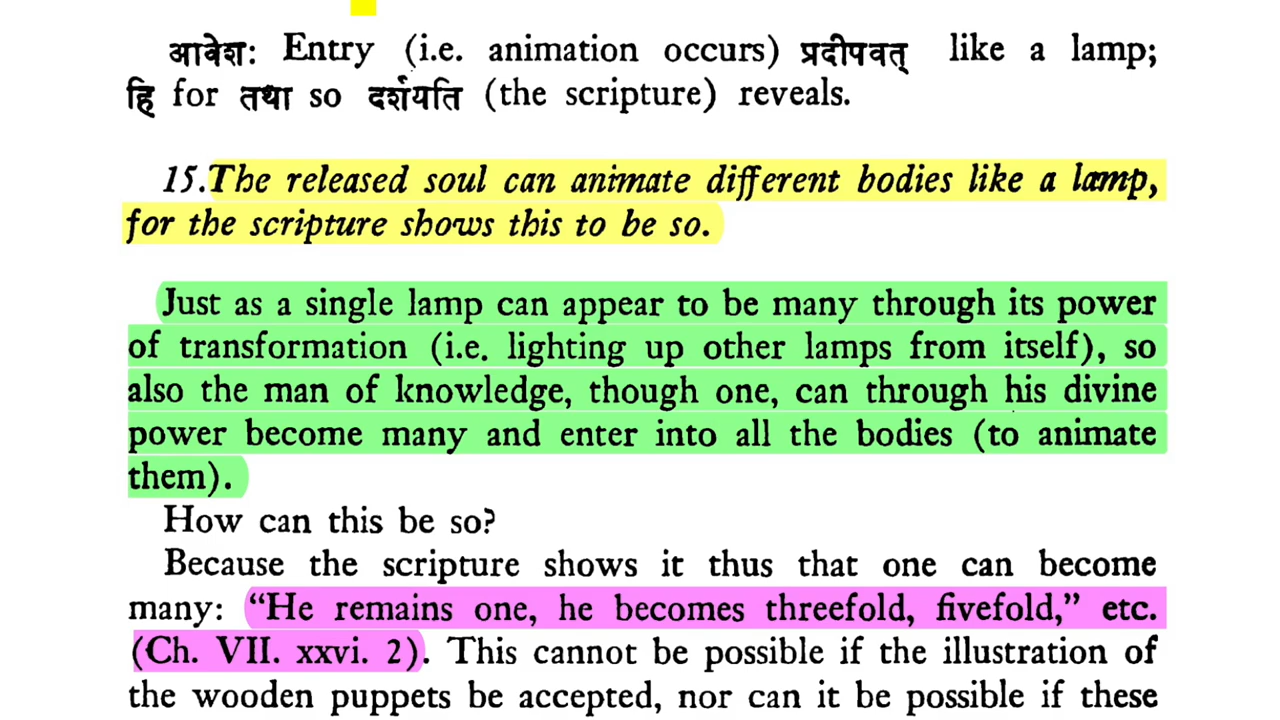 आवेशः Entry (i.e. animation occurs) प्रदीपवत् like a lamp;
हि for तथा so दर्शयति (the scripture) reveals.
15. The released soul can animate different bodies like a lamp,
for the scripture shows this to be so.
Just as a single lamp can appear to be many through its power
of transformation (i.e. lighting up other lamps from itself), so
also the man of knowledge, though one, can through his divine
power become many and enter into all the bodies (to animate
them).
How can this be so?
Because the scripture shows it thus that one can become
many: “He remains one, he becomes threefold, fivefold,” etc.
(Ch. VII. xxvi. 2). This cannot be possible if the illustration of
the wooden puppets be accepted, nor can it be possible if these